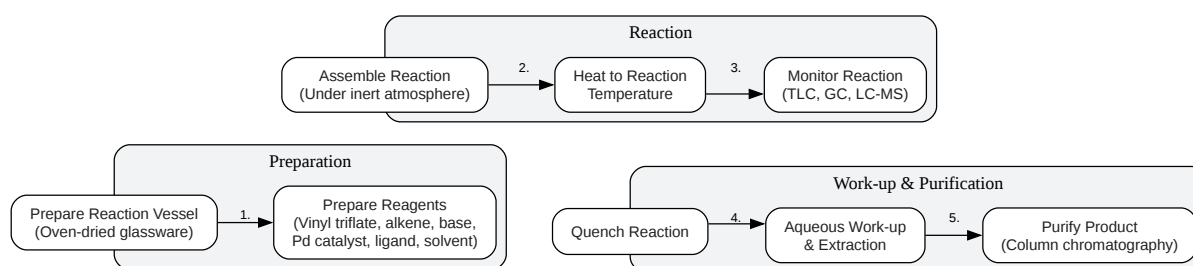 Reaction
Assemble Reaction
(Under inert atmosphere)
2.
Heat to Reaction
Temperature
3.
Monitor Reaction
(TLC, GC, LC-MS)
Preparation
Prepare Reaction Vessel
(Oven-dried glassware)
1.
Prepare Reagents
(Vinyl triflate, alkene, base,
Pd catalyst, ligand, solvent)
Work-up & Purification
Quench Reaction
4.
Aqueous Work-up
& Extraction
5.
Purify Product
(Column chromatography)